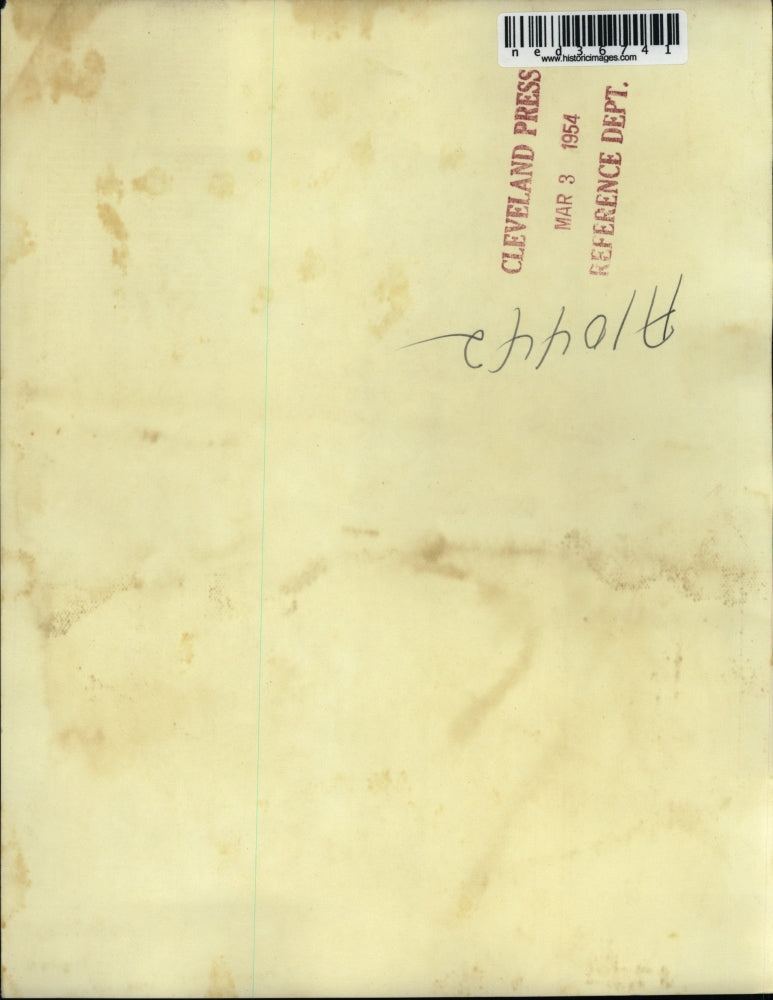 ned36741
www.historicimages.com
CLEVELAND PRESS
MAR 3 1954
REFERENCE DEPT.
A10442